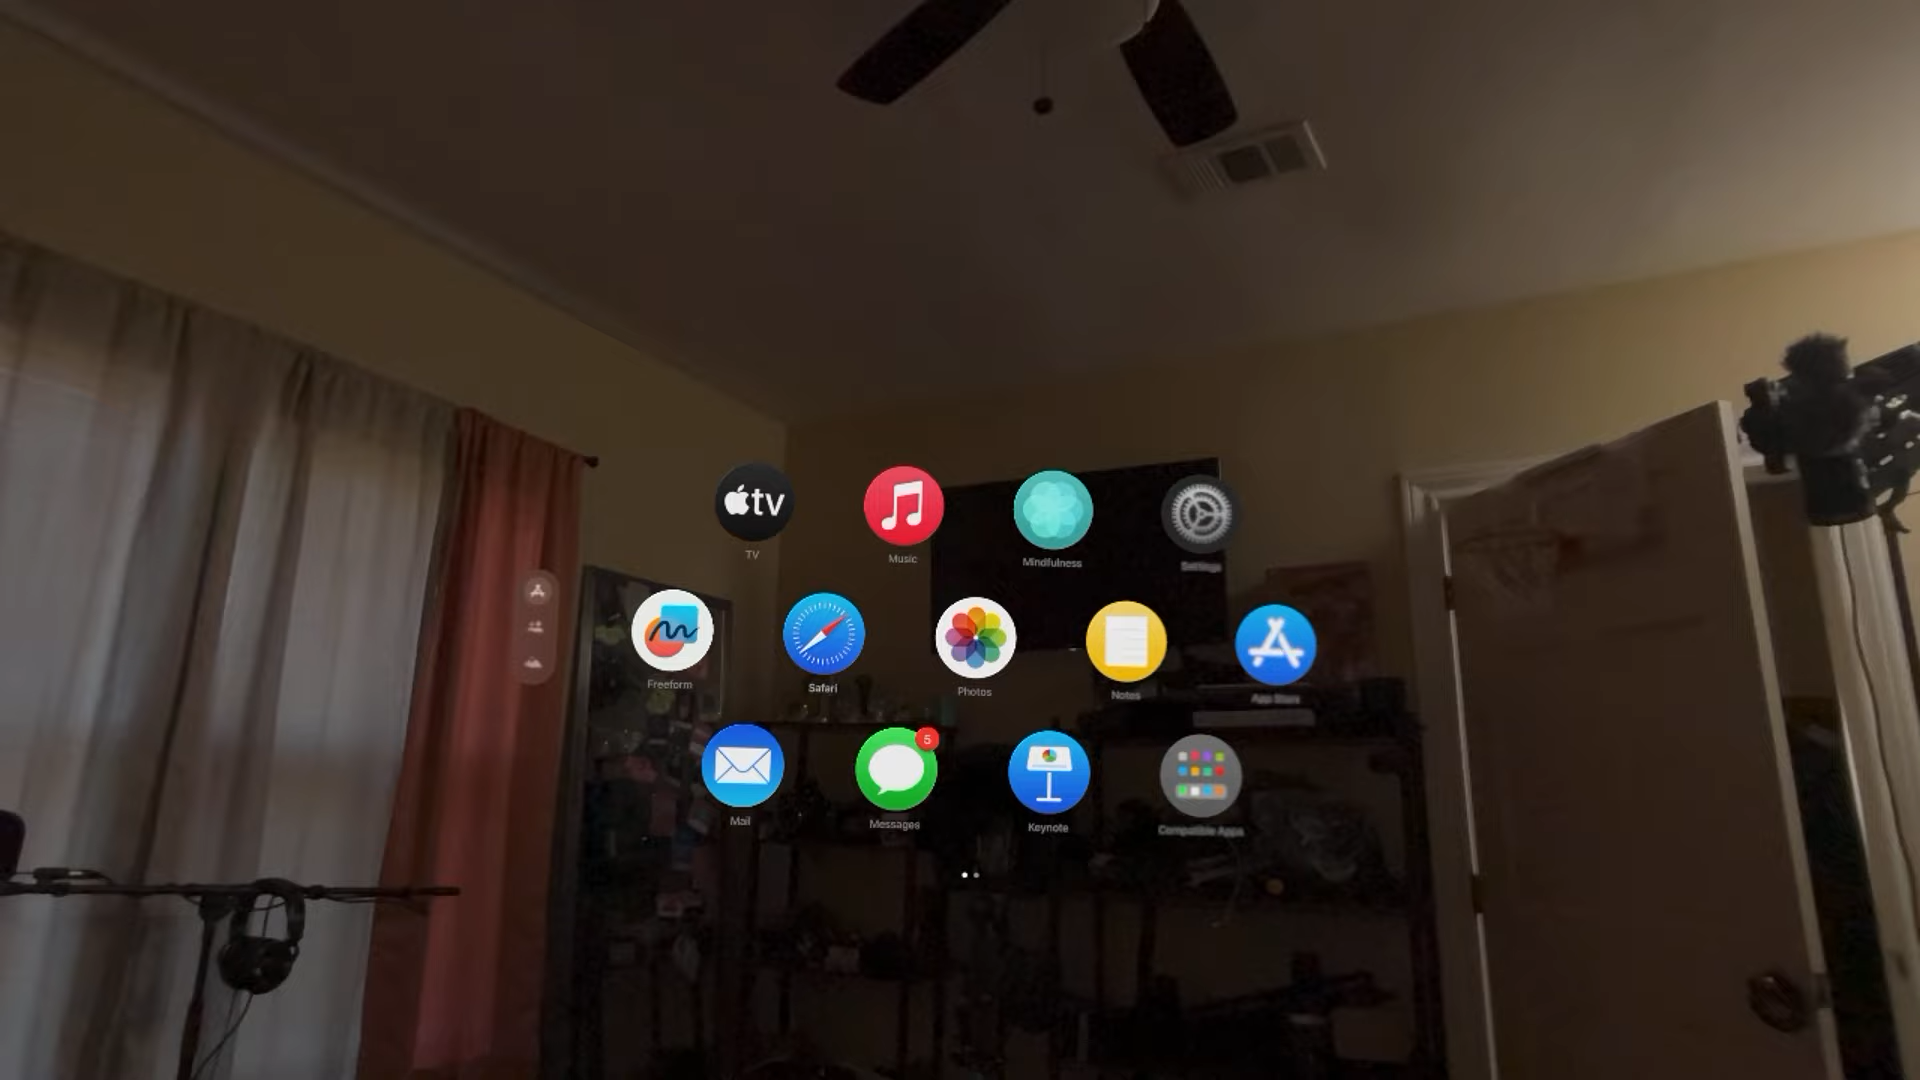 tv
TV
Music
Mindfulness
Settings
Freeform
Safari
Photos
Notes
App Store
5
Mail
Messages
Keynote
Compatible Apps